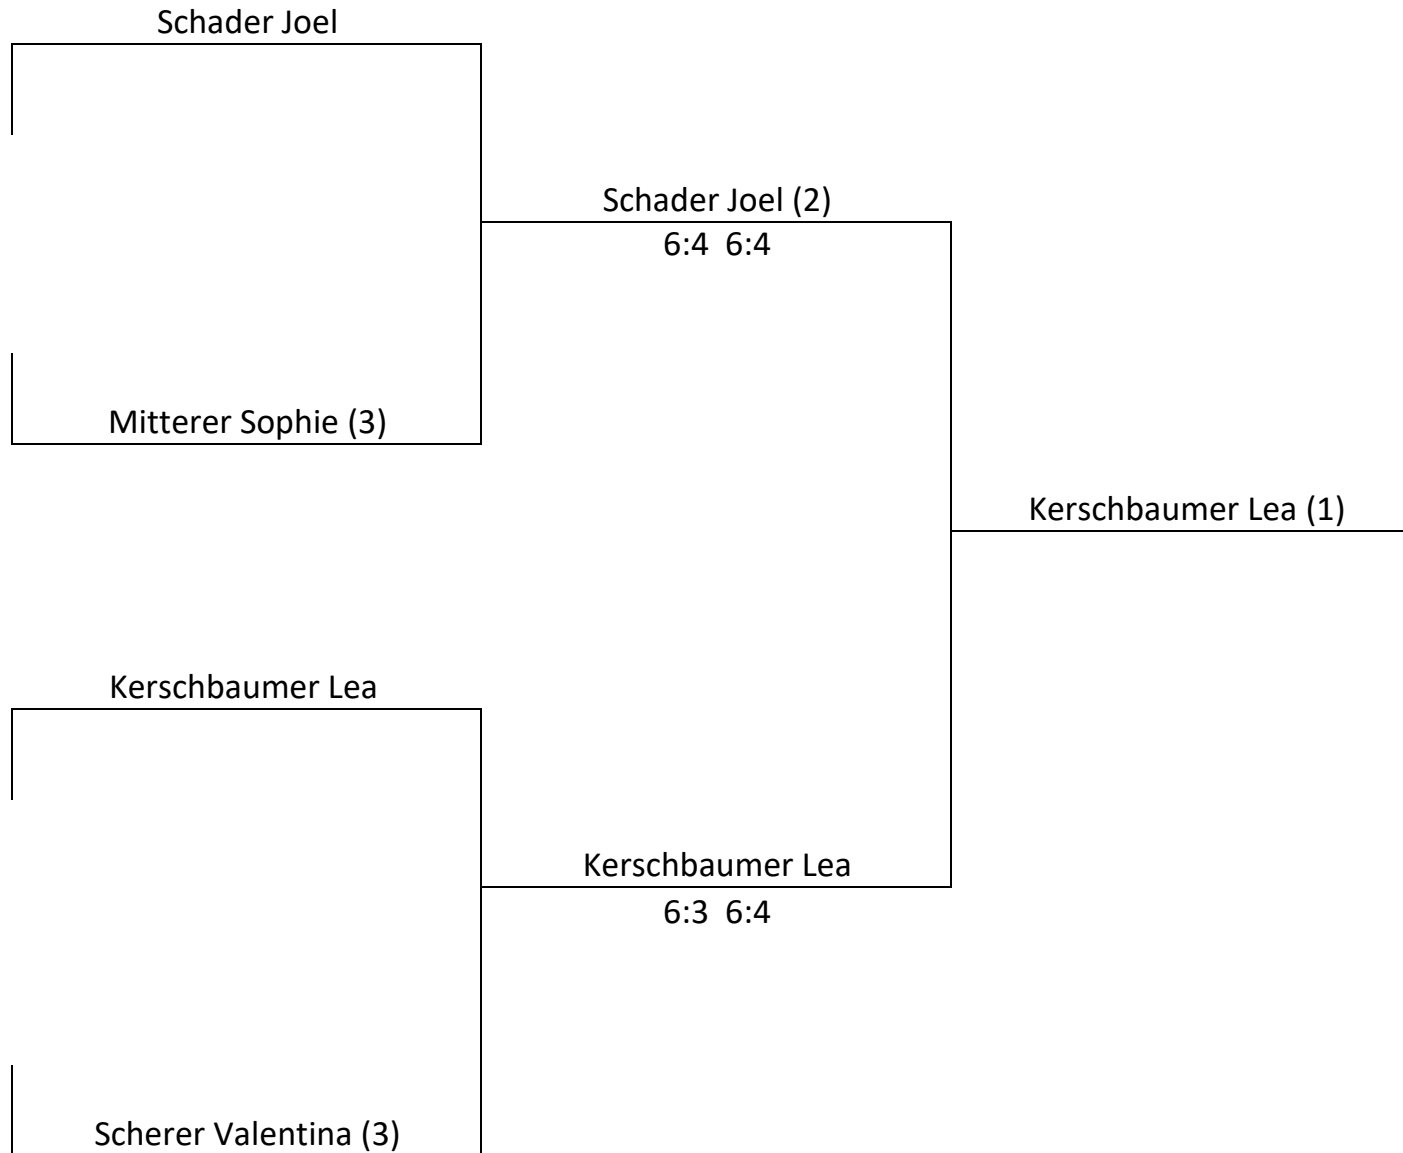 Schader Joel
Schader Joel (2)
6:4  6:4
Mitterer Sophie (3)
Kerschbaumer Lea (1)
Kerschbaumer Lea
Kerschbaumer Lea
6:3  6:4
Scherer Valentina (3)